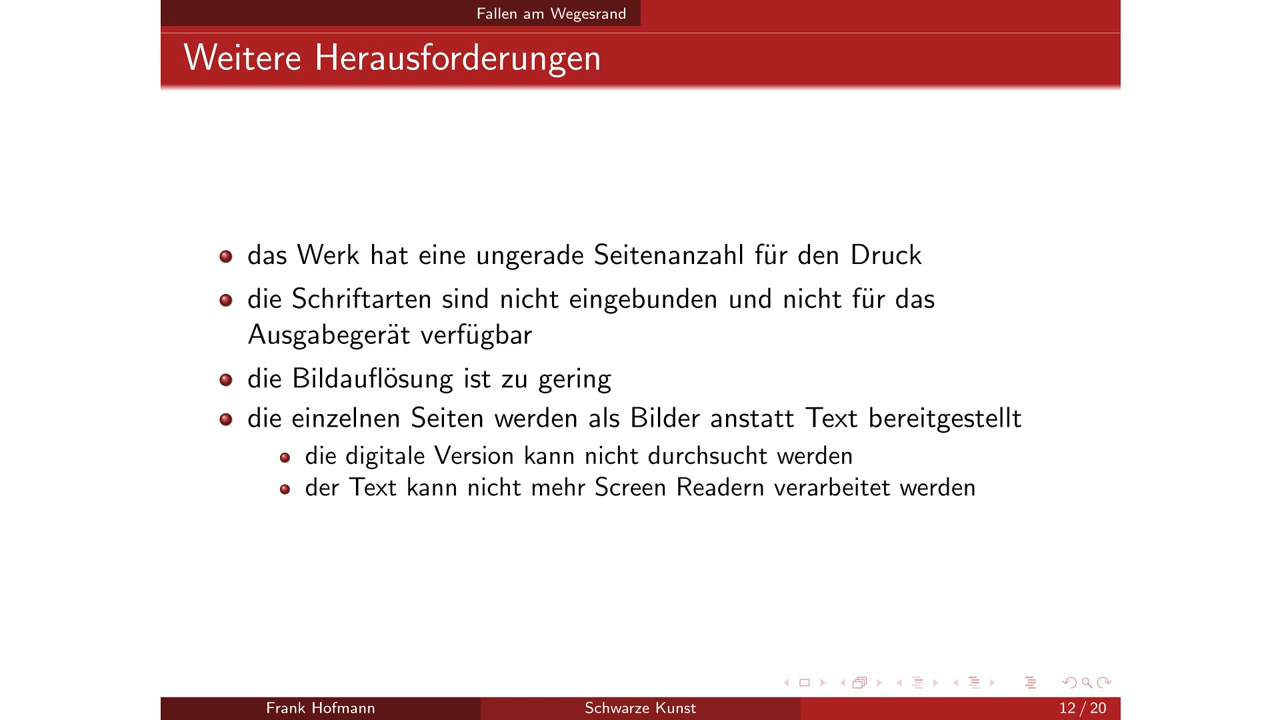 Fallen am Wegesrand
Weitere Herausforderungen
das Werk hat eine ungerade Seitenanzahl für den Druck
die Schriftarten sind nicht eingebunden und nicht für das
Ausgabegerät verfügbar
die Bildauflösung ist zu gering
die einzelnen Seiten werden als Bilder anstatt Text bereitgestellt
die digitale Version kann nicht durchsucht werden
der Text kann nicht mehr Screen Readern verarbeitet werden
Frank Hofmann
Schwarze Kunst
12 / 20